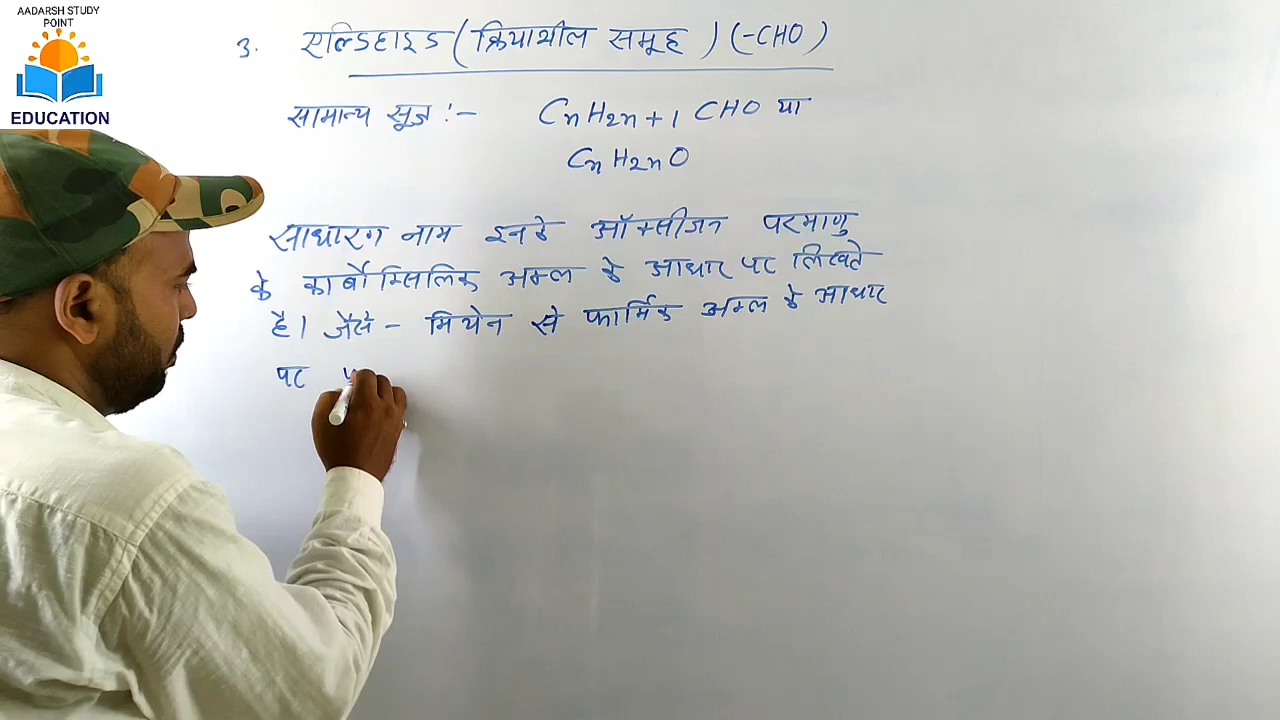 AADARSH STUDY
POINT
EDUCATION
3. एल्डिहाइड (क्रियाशील समूह) (-CHO)
सामान्य सूत्र :- CnH2n+1 CHO या
CnH2nO
साधारण नाम इनके ऑक्सीजन परमाणु
के कार्बोक्सिलिक अम्ल के आधार पर लिखते
है। जैसे - मिथेन से फार्मिक अम्ल के आधार
पर